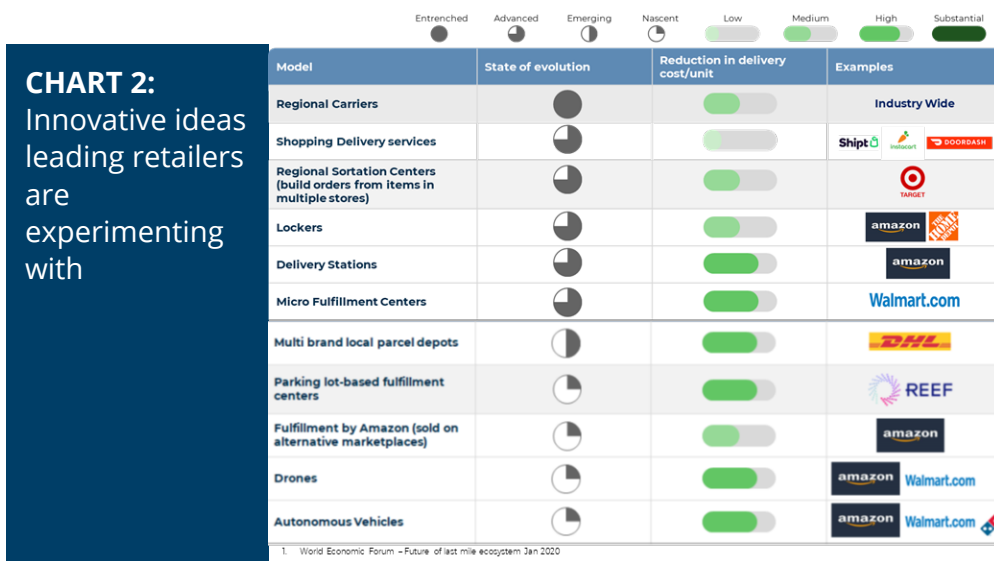 Entrenched Advanced Emerging Nascent Low Medium High Substantial
CHART 2:
Innovative ideas
leading retailers
are
experimenting
with
Model State of evolution Reduction in delivery
cost/unit Examples
Regional Carriers Industry Wide
Shopping Delivery services Shipt instacart DOORDASH
Regional Sortation Centers
(build orders from items in
multiple stores) TARGET
Lockers amazon THE HOME DEPOT
Delivery Stations amazon
Micro Fulfillment Centers Walmart.com
Multi brand local parcel depots DHL
Parking lot-based fulfillment
centers REEF
Fulfillment by Amazon (sold on
alternative marketplaces) amazon
Drones amazon Walmart.com
Autonomous Vehicles amazon Walmart.com
1. World Economic Forum – Future of last mile ecosystem Jan 2020